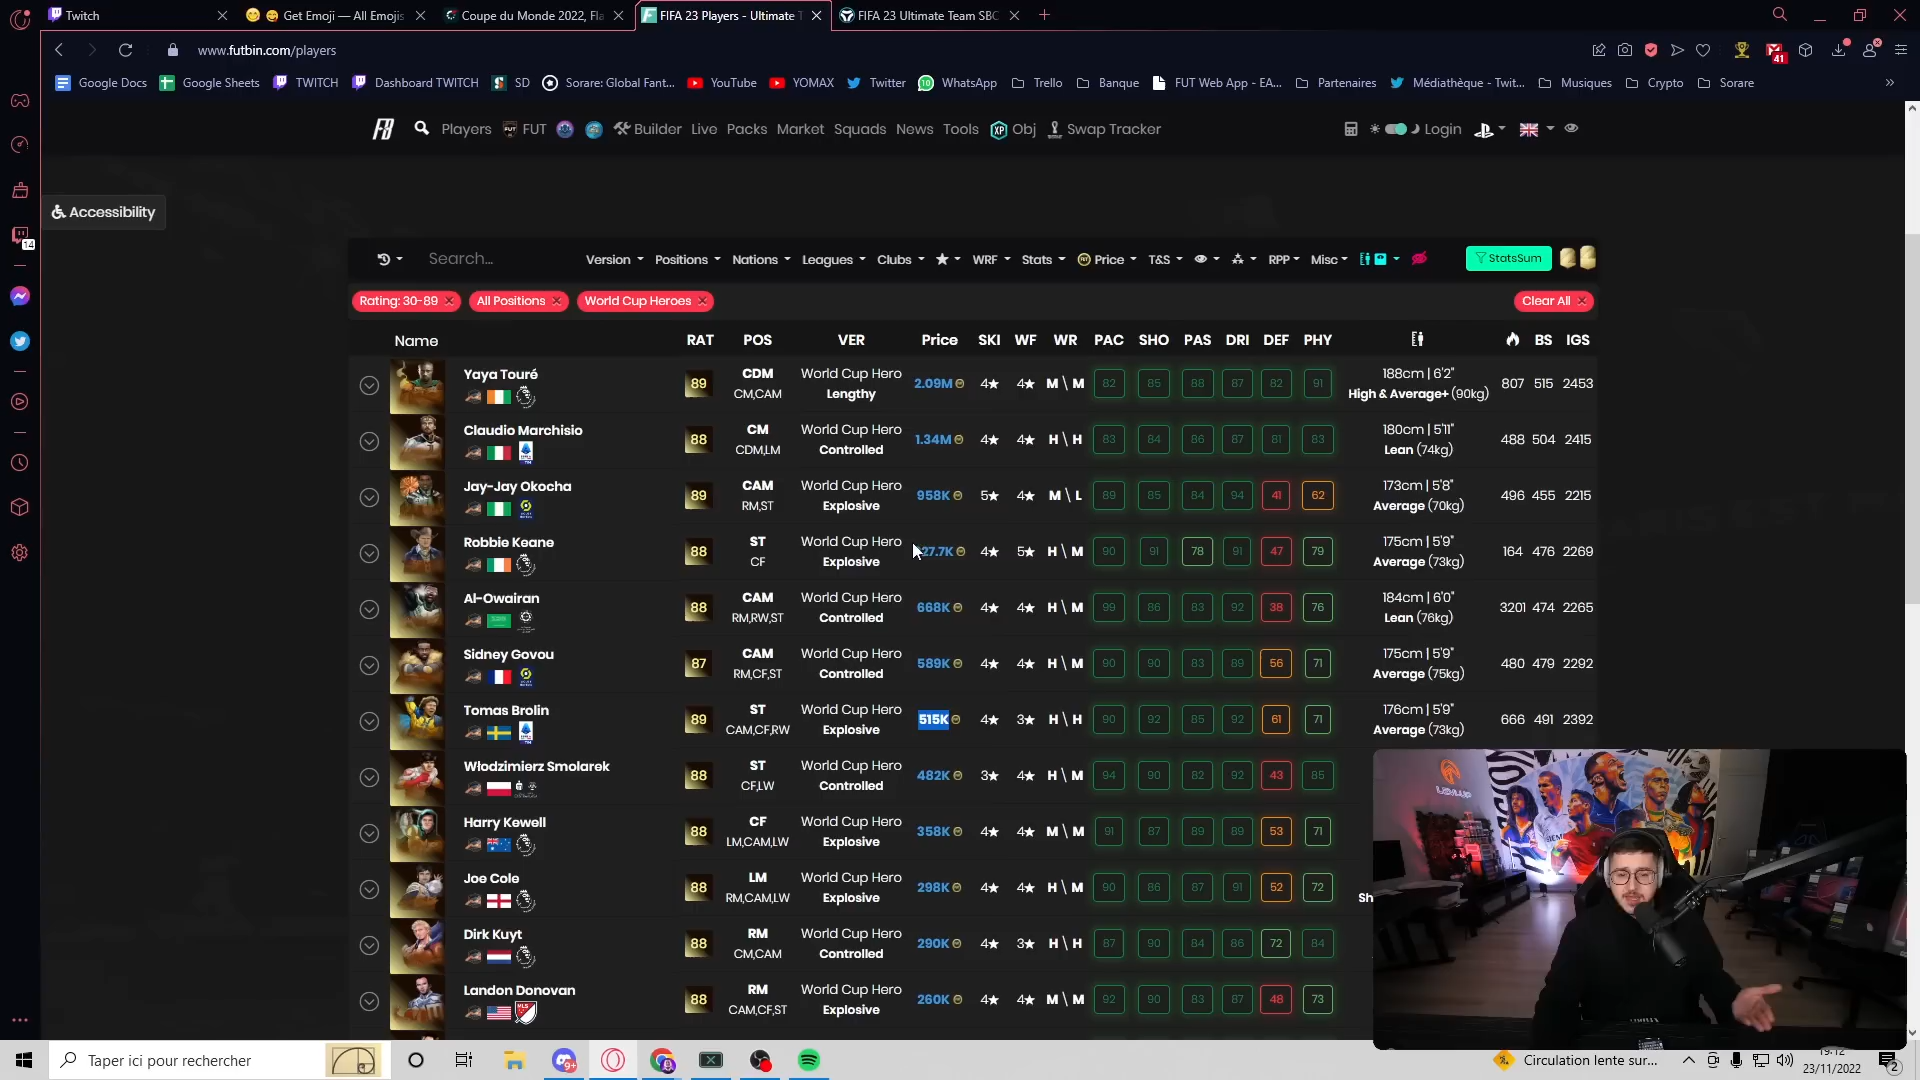 Twitch
Get Emoji — All Emojis
Coupe du Monde 2022, Fla
FIFA 23 Players - Ultimate T
FIFA 23 Ultimate Team SBC
www.futbin.com/players
41
Google Docs
Google Sheets
TWITCH
Dashboard TWITCH
SD
Sorare: Global Fant...
YouTube
YOMAX
Twitter
10
WhatsApp
Trello
Banque
FUT Web App - EA...
Partenaires
Médiathèque - Twit...
Musiques
Crypto
Sorare
Players
FUT
Builder
Live
Packs
Market
Squads
News
Tools
XP
Obj
Swap Tracker
Login
Accessibility
14
Search...
Version
Positions
Nations
Leagues
Clubs
WRF
Stats
Price
T&S
RPP
Misc
StatsSum
Rating: 30-89
All Positions
World Cup Heroes
Clear All
Name RAT POS VER Price SKI WF WR PAC SHO PAS DRI DEF PHY BS IGS
Yaya Touré 89 CDM World Cup Hero 2.09M 4★ 4★ M \ M 82 85 88 87 82 91 188cm | 6'2" 807 515 2453
CM,CAM Lengthy High & Average+ (90kg)
Claudio Marchisio 88 CM World Cup Hero 1.34M 4★ 4★ H \ H 83 84 86 87 81 83 180cm | 5'11" 488 504 2415
CDM,LM Controlled Lean (74kg)
Jay-Jay Okocha 89 CAM World Cup Hero 958K 5★ 4★ M \ L 89 85 84 94 41 62 173cm | 5'8" 496 455 2215
RM,ST Explosive Average (70kg)
Robbie Keane 88 ST World Cup Hero 27.7K 4★ 5★ H \ M 90 91 78 91 47 79 175cm | 5'9" 164 476 2269
CF Explosive Average (73kg)
Al-Owairan 88 CAM World Cup Hero 668K 4★ 4★ H \ M 99 86 83 92 38 76 184cm | 6'0" 3201 474 2265
RM,RW,ST Controlled Lean (76kg)
Sidney Govou 87 CAM World Cup Hero 589K 4★ 4★ H \ M 90 90 83 89 56 71 175cm | 5'9" 480 479 2292
RM,CF,ST Controlled Average (75kg)
Tomas Brolin 89 ST World Cup Hero 515K 4★ 3★ H \ H 90 92 85 92 61 71 176cm | 5'9" 666 491 2392
CAM,CF,RW Explosive Average (73kg)
Włodzimierz Smolarek 88 ST World Cup Hero 482K 3★ 4★ H \ M 94 90 82 92 43 85
CF,LW Controlled
Harry Kewell 88 CF World Cup Hero 358K 4★ 4★ M \ M 91 87 89 89 53 71
LM,CAM,LW Explosive
Joe Cole 88 LM World Cup Hero 298K 4★ 4★ H \ M 90 86 87 91 52 72
RM,CAM,LW Explosive Sh
Dirk Kuyt 88 RM World Cup Hero 290K 4★ 3★ H \ H 87 90 84 86 72 84
CM,CAM Controlled
Landon Donovan 88 RM World Cup Hero 260K 4★ 4★ M \ M 92 90 83 87 48 73
CAM,CF,ST Explosive
Taper ici pour rechercher
9+
Circulation lente sur...
19:12
23/11/2022
2